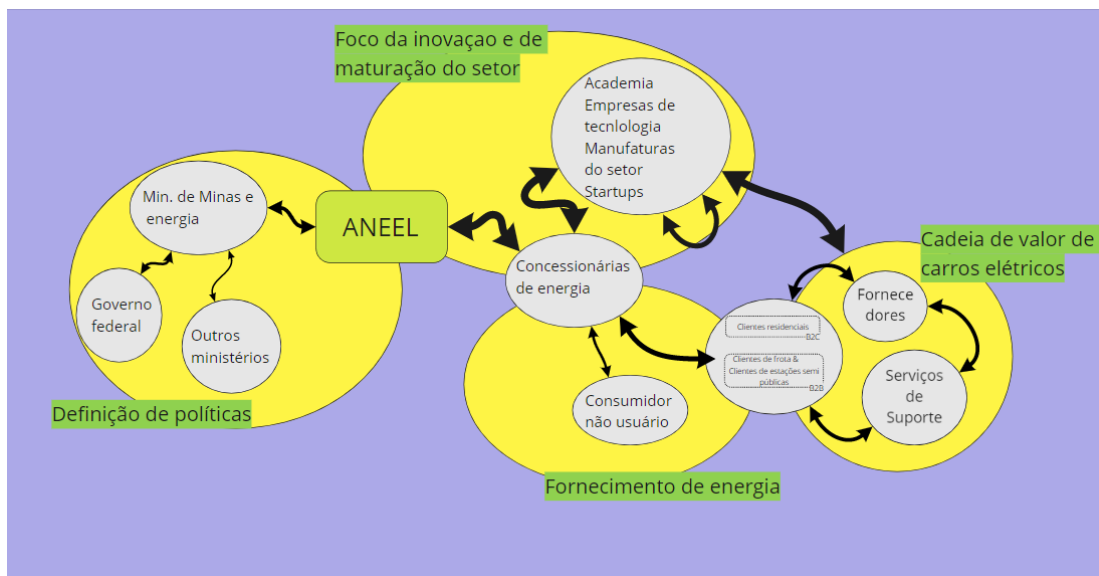 Foco da inovaçao e de
maturação do setor
Academia
Empresas de
tecnlologia
Manufaturas
do setor
Startups
Min. de Minas e
energia
ANEEL
Governo
federal
Outros
ministérios
Definição de políticas
Concessionárias
de energia
Consumidor
não usuário
Fornecimento de energia
Clientes residenciais
B2C
Clientes de frota &
Clientes de estações semi
públicas
B2B
Cadeia de valor de
carros elétricos
Fornece
dores
Serviços
de
Suporte